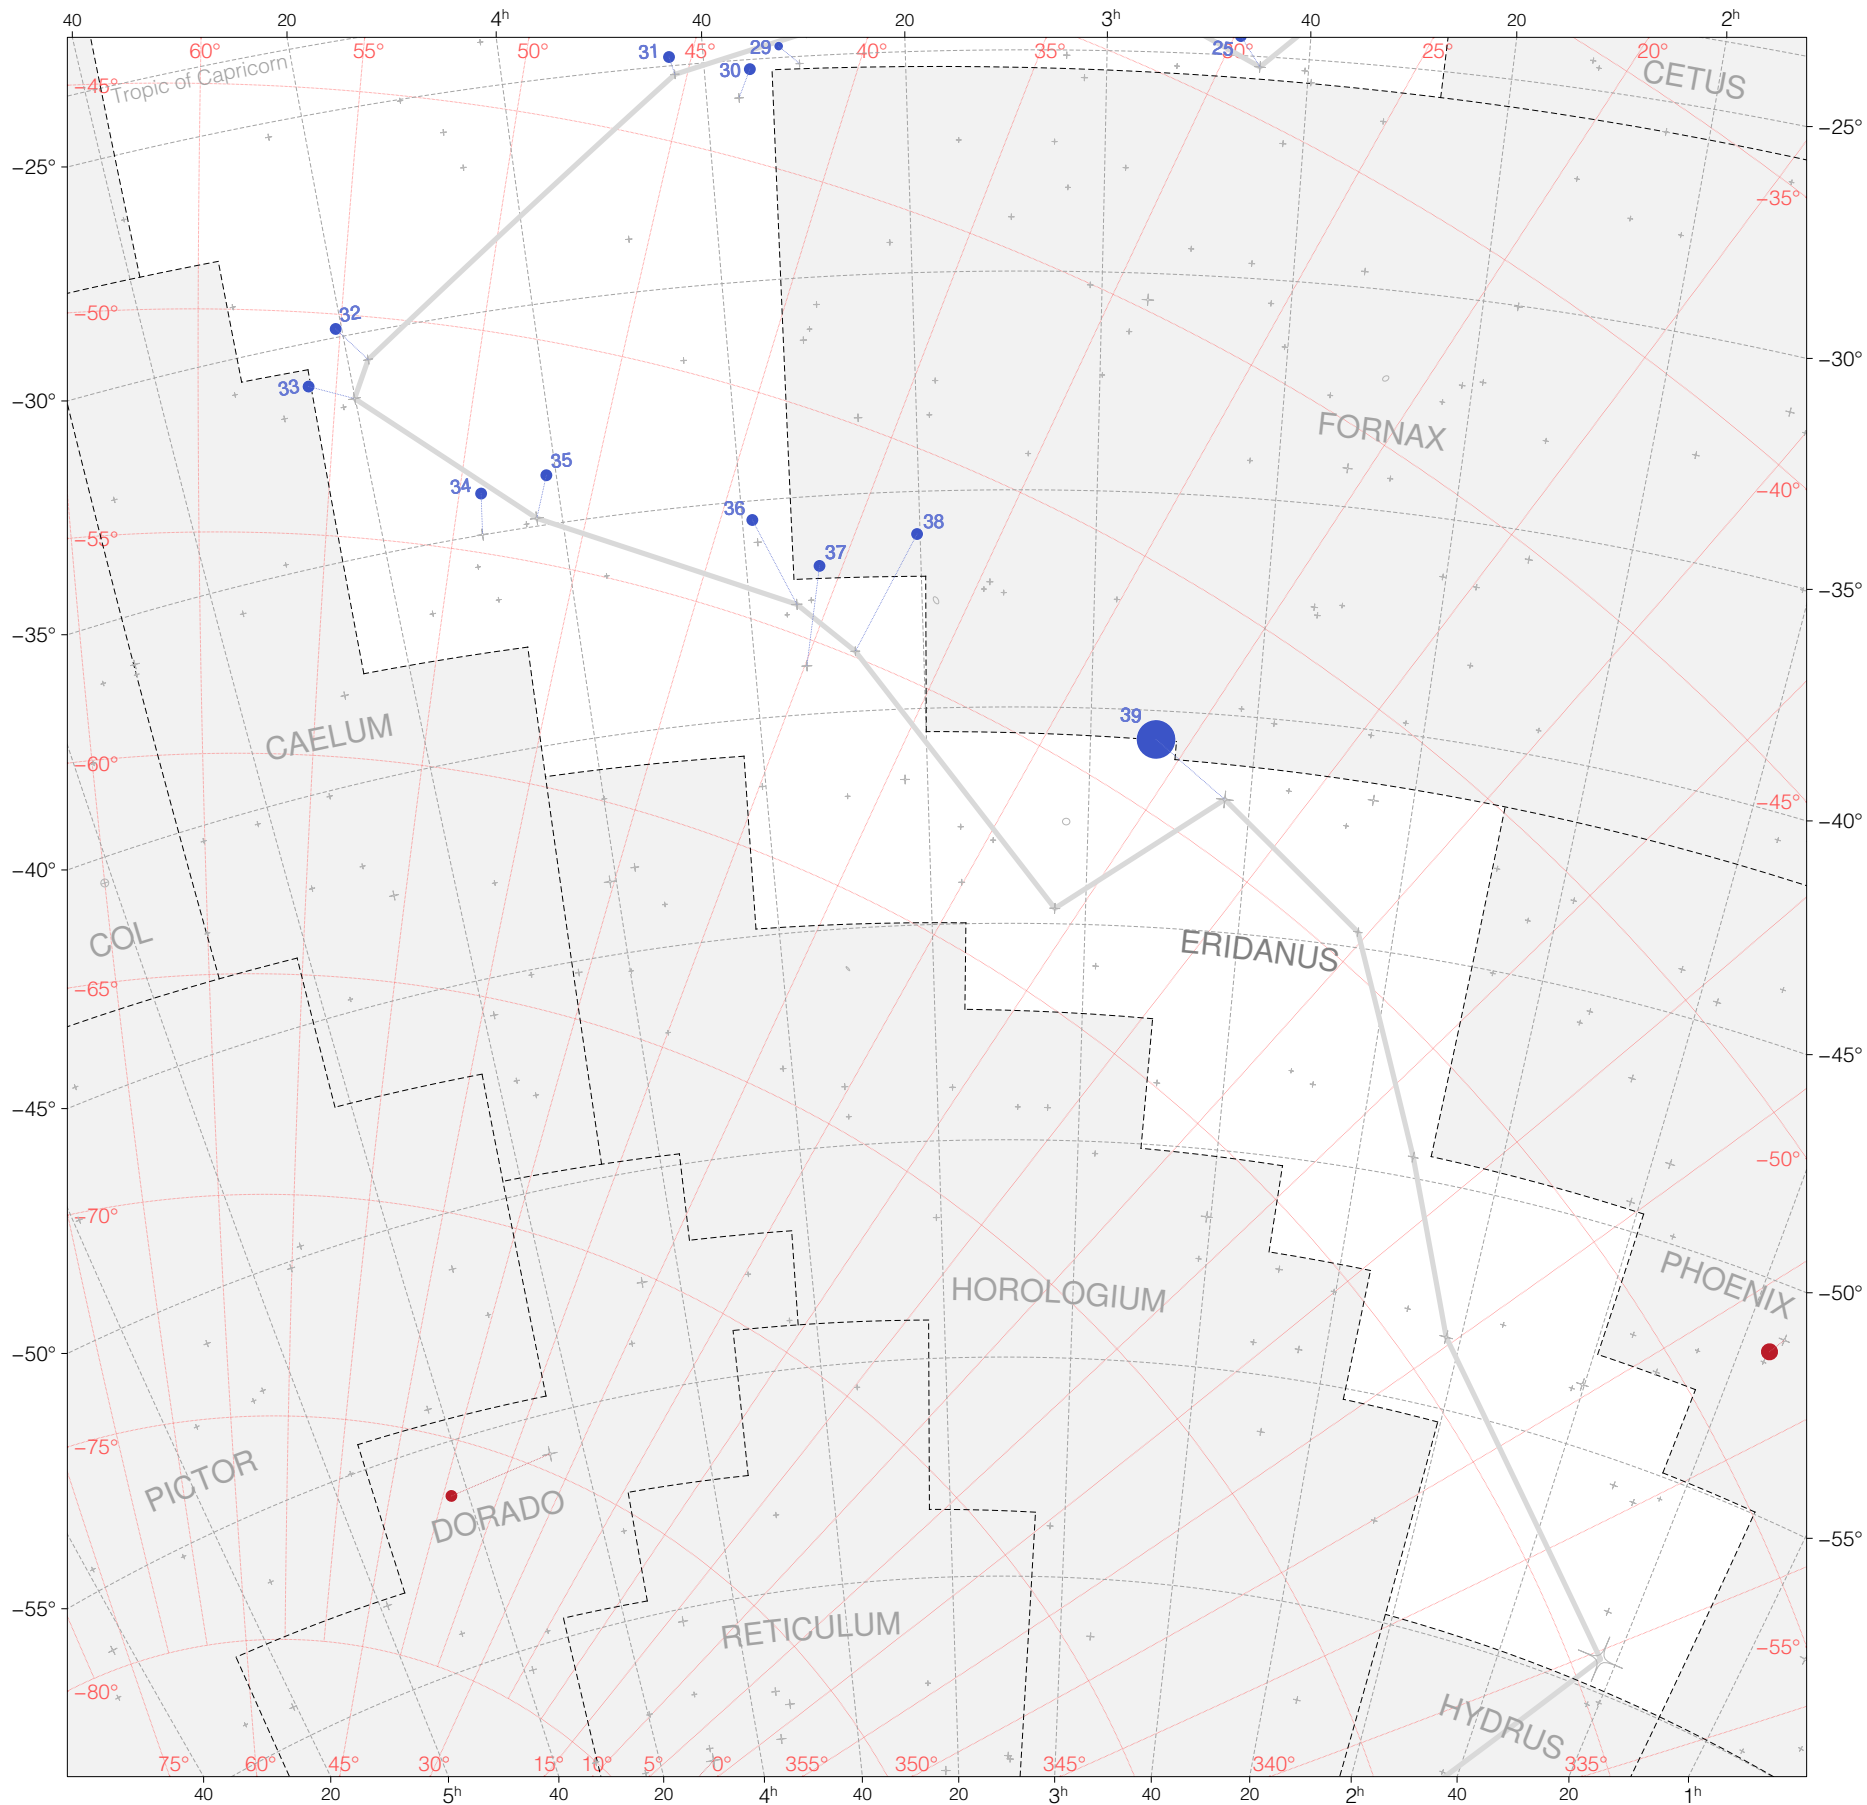 40 20 4h 40 20 3h 40 20 2h
60° 55° 50° 31 45° 29 40° 35° 25 30° 25° 20°
30
CETUS
Tropic of Capricorn
−45°
−25°
−25°
−35°
−50° 32
−30°
33
−30°
FORNAX
35
34
−40°
36
38
−55°
37
−35°
−35°
39
CAELUM
−60°
−45°
−40°
−40°
COL
ERIDANUS
−65°
−45°
−45°
−50°
−70°
PHOENIX
HOROLOGIUM
−50°
−50°
−75°
PICTOR
DORADO
−55°
−55°
RETICULUM
−55°
−80°
HYDRUS
75° 60° 45° 30° 15° 10° 5° 0° 355° 350° 345° 340° 335°
40 20 5h 40 20 4h 40 20 3h 40 20 2h 40 20 1h